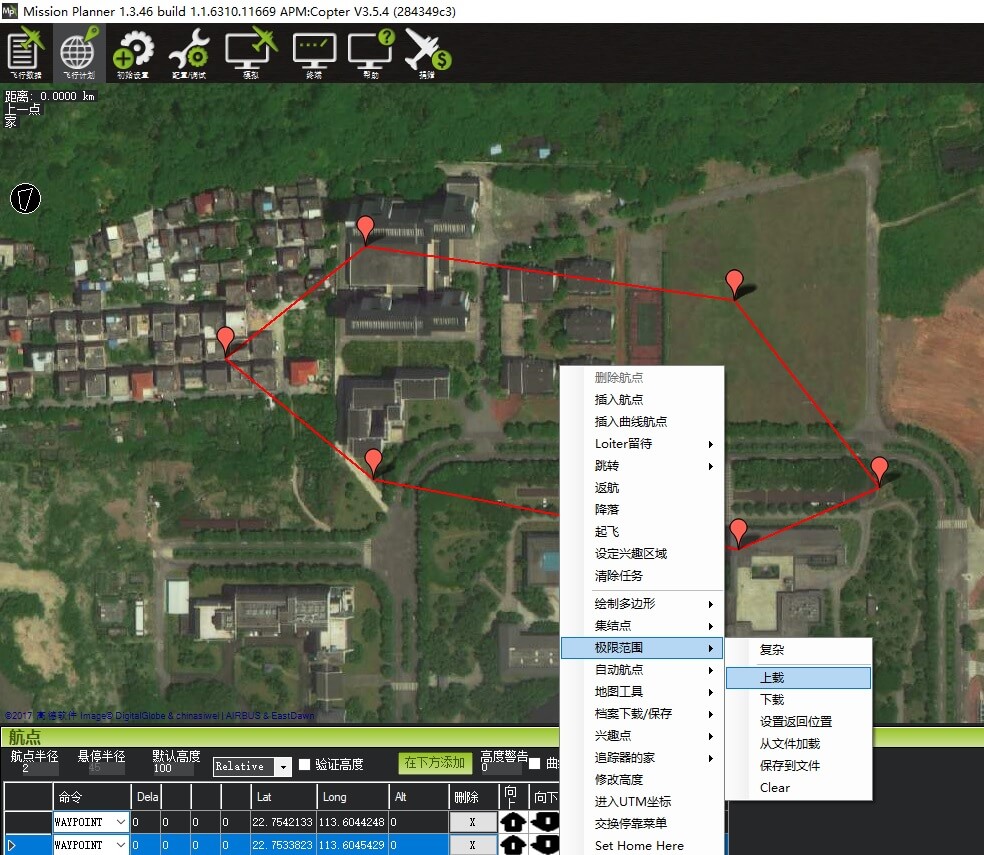 Mission Planner 1.3.46 build 1.1.6310.11669 APM:Copter V3.5.4 (284349c3)
飞行数据 飞行计划 初始设置 配置/调试 模拟 终端 帮助 捐赠
距离: 0.0000 km
上一点
家
删除航点
插入航点
插入曲线航点
Loiter留待
跳转
返航
降落
起飞
设定兴趣区域
清除任务
绘制多边形
集结点
极限范围
自动航点
地图工具
档案下载/保存
兴趣点
追踪器的家
修改高度
进入UTM坐标
交换停靠菜单
Set Home Here
复杂
上载
下载
设置返回位置
从文件加载
保存到文件
Clear
©2017 Image© DigitalGlobe & chinasiwei | AIRBUS & EastDawn
航点
航点半径 悬停半径 默认高度 高度警告
2 45 100 Relative 验证高度 在下方添加 0 曲
命令 Dela Lat Long Alt 删除 向上 向下
WAYPOINT 0 0 0 0 22.7542133 113.6044248 0 X
WAYPOINT 0 0 0 0 22.7533823 113.6045429 0 X